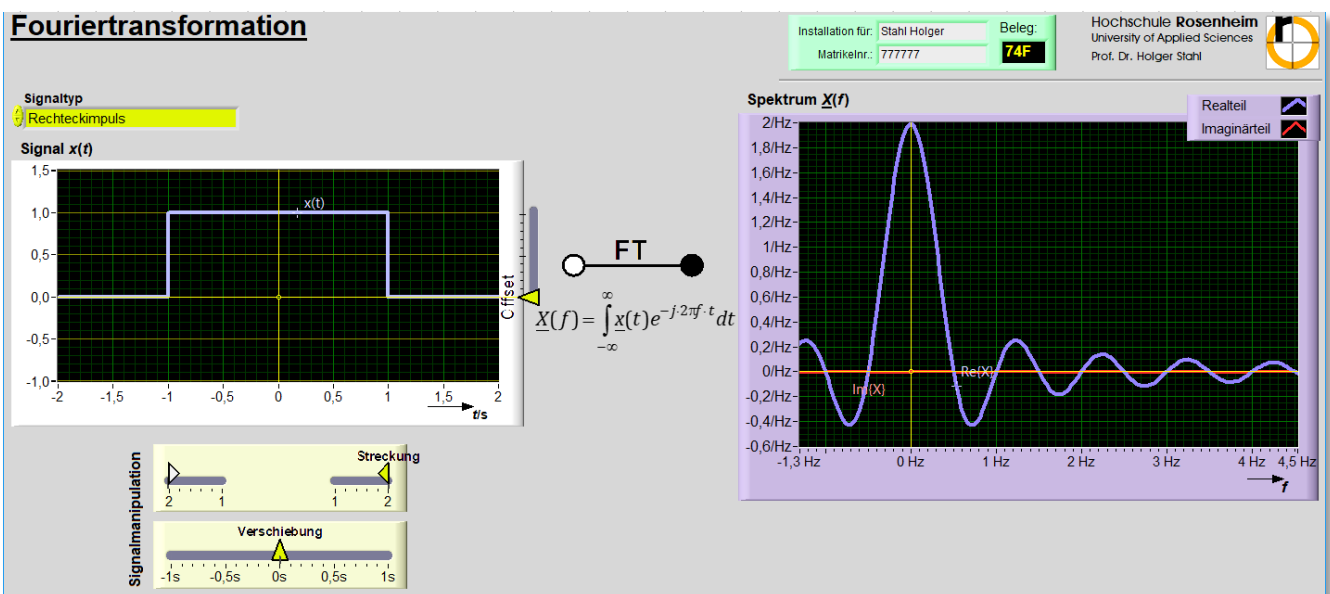 Fouriertransformation
Installation für: Stahl Holger
Beleg:
Matrikelnr.: 777777
74F
Hochschule Rosenheim
University of Applied Sciences
Prof. Dr. Holger Stahl
Signaltyp
Rechteckimpuls
Signal x(t)
1,5-
1,0-
0,5-
0,0-
-0,5-
-1,0-
x(t)
-2 -1,5 -1 -0,5 0 0,5 1 1,5 2
t/s
Offset
FT
X(f) = ∫_{-∞}^{∞} x(t)e^{-j·2πf·t} dt
Spektrum X(f)
Realteil
Imaginärteil
2/Hz-
1,8/Hz-
1,6/Hz-
1,4/Hz-
1,2/Hz-
1/Hz-
0,8/Hz-
0,6/Hz-
0,4/Hz-
0,2/Hz-
0/Hz-
-0,2/Hz-
-0,4/Hz-
-0,6/Hz-
Re{X}
Im{X}
-1,3 Hz 0 Hz 1 Hz 2 Hz 3 Hz 4 Hz 4,5 Hz
f
Signalmanipulation
Streckung
2 1 1 2
Verschiebung
-1s -0,5s 0s 0,5s 1s